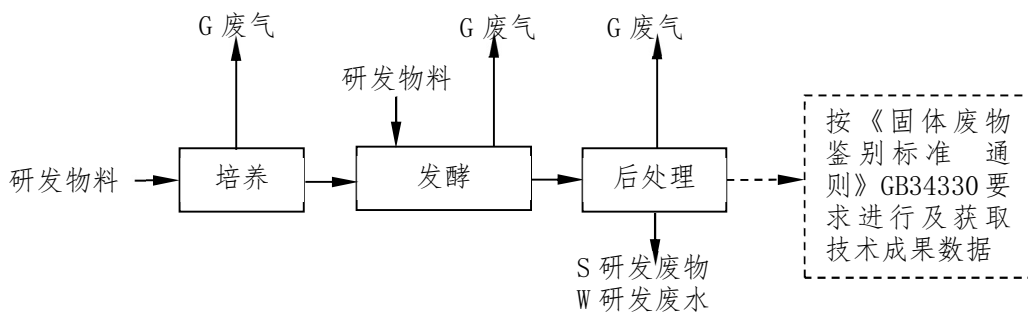 G 废气
G 废气
G 废气
研发物料
研发物料
培养
发酵
后处理
按《固体废物
鉴别标准 通
则》GB34330 要
求进行及获取
技术成果数据
S 研发废物
W 研发废水